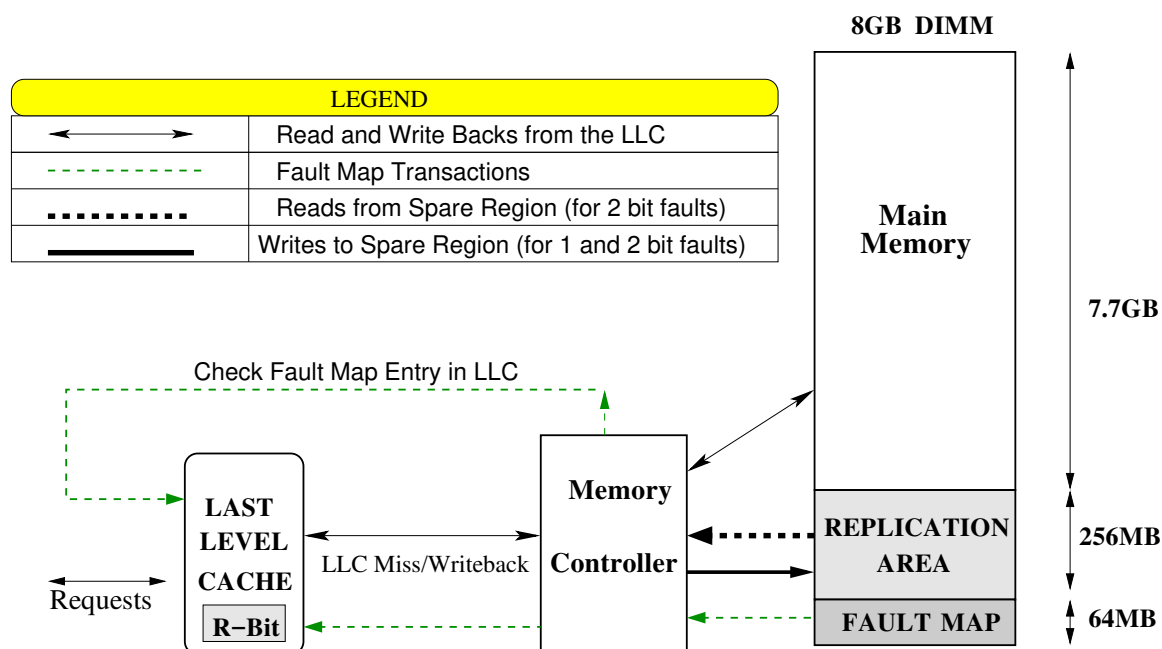 8GB DIMM
LEGEND
Read and Write Backs from the LLC
Fault Map Transactions
Reads from Spare Region (for 2 bit faults)
Writes to Spare Region (for 1 and 2 bit faults)
Main
Memory
7.7GB
Check Fault Map Entry in LLC
LAST
LEVEL
CACHE
R−Bit
Requests
LLC Miss/Writeback
Memory
Controller
REPLICATION
AREA
256MB
FAULT MAP
64MB